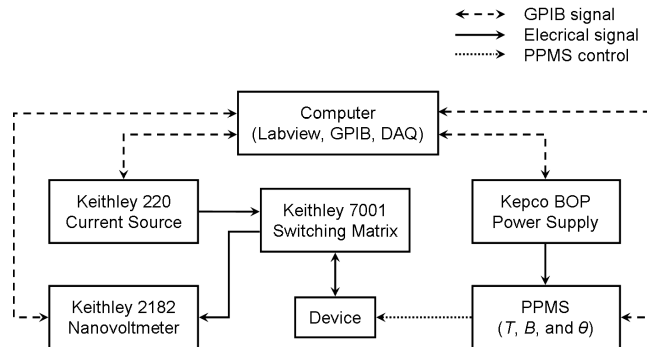 GPIB signal
Elecrical signal
PPMS control
Computer
(Labview, GPIB, DAQ)
Keithley 220
Current Source
Keithley 7001
Switching Matrix
Kepco BOP
Power Supply
Keithley 2182
Nanovoltmeter
Device
PPMS
(T, B, and θ)